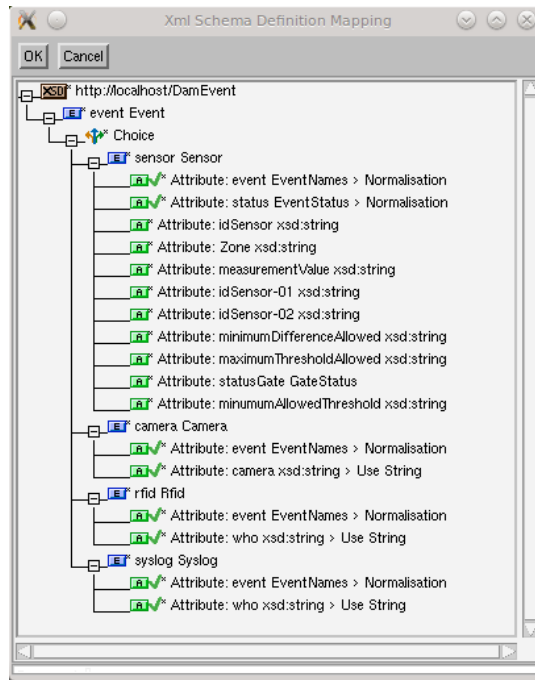 Xml Schema Definition Mapping
OK Cancel
XSD* http://localhost/DamEvent
E* event Event
* Choice
E* sensor Sensor
A* Attribute: event EventNames > Normalisation
A* Attribute: status EventStatus > Normalisation
A* Attribute: idSensor xsd:string
A* Attribute: Zone xsd:string
A* Attribute: measurementValue xsd:string
A* Attribute: idSensor-01 xsd:string
A* Attribute: idSensor-02 xsd:string
A* Attribute: minimumDifferenceAllowed xsd:string
A* Attribute: maximumThresholdAllowed xsd:string
A* Attribute: statusGate GateStatus
A* Attribute: minumumAllowedThreshold xsd:string
E* camera Camera
A* Attribute: event EventNames > Normalisation
A* Attribute: camera xsd:string > Use String
E* rfid Rfid
A* Attribute: event EventNames > Normalisation
A* Attribute: who xsd:string > Use String
E* syslog Syslog
A* Attribute: event EventNames > Normalisation
A* Attribute: who xsd:string > Use String